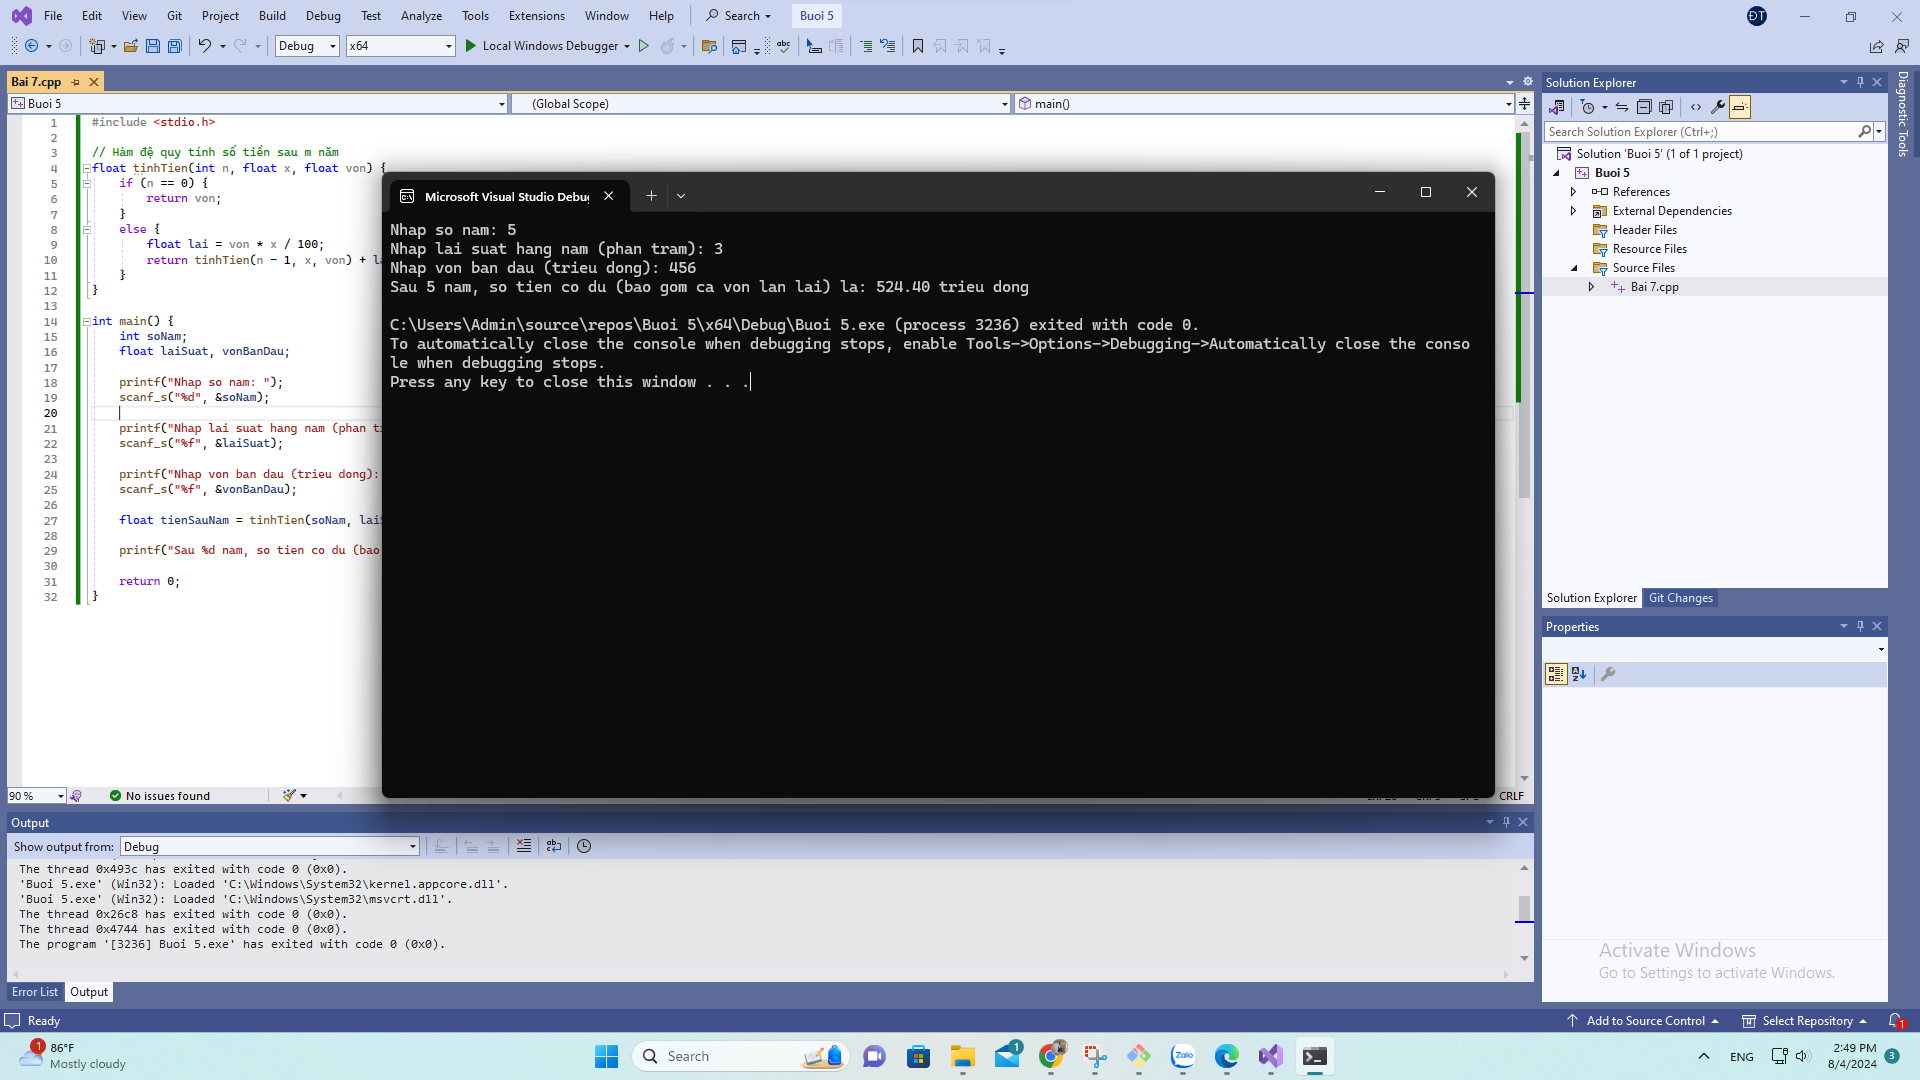 File Edit View Git Project Build Debug Test Analyze Tools Extensions Window Help Search Buoi 5 ĐT
Debug x64 Local Windows Debugger
Bai 7.cpp
Buoi 5 (Global Scope) main()
1 #include <stdio.h>
2
3 // Hàm đệ quy tính số tiền sau m năm
4 float tinhTien(int n, float x, float von) {
5 if (n == 0) {
6 return von;
7 }
8 else {
9 float lai = von * x / 100;
10 return tinhTien(n - 1, x, von) +
11 }
12 }
13
14 int main() {
15 int soNam;
16 float laiSuat, vonBanDau;
17
18 printf("Nhap so nam: ");
19 scanf_s("%d", &soNam);
20
21 printf("Nhap lai suat hang nam (phan
22 scanf_s("%f", &laiSuat);
23
24 printf("Nhap von ban dau (trieu dong):
25 scanf_s("%f", &vonBanDau);
26
27 float tienSauNam = tinhTien(soNam,
28
29 printf("Sau %d nam, so tien co du (bao
30
31 return 0;
32 }
Microsoft Visual Studio Debu
Nhap so nam: 5
Nhap lai suat hang nam (phan tram): 3
Nhap von ban dau (trieu dong): 456
Sau 5 nam, so tien co du (bao gom ca von lan lai) la: 524.40 trieu dong
C:\Users\Admin\source\repos\Buoi 5\x64\Debug\Buoi 5.exe (process 3236) exited with code 0.
To automatically close the console when debugging stops, enable Tools->Options->Debugging->Automatically close the conso
le when debugging stops.
Press any key to close this window . . .
90 % No issues found CRLF
Output
Show output from: Debug
The thread 0x493c has exited with code 0 (0x0).
'Buoi 5.exe' (Win32): Loaded 'C:\Windows\System32\kernel.appcore.dll'.
'Buoi 5.exe' (Win32): Loaded 'C:\Windows\System32\msvcrt.dll'.
The thread 0x26c8 has exited with code 0 (0x0).
The thread 0x4744 has exited with code 0 (0x0).
The program '[3236] Buoi 5.exe' has exited with code 0 (0x0).
Error List Output
Solution Explorer
Search Solution Explorer (Ctrl+;)
Solution 'Buoi 5' (1 of 1 project)
Buoi 5
References
External Dependencies
Header Files
Resource Files
Source Files
Bai 7.cpp
Solution Explorer Git Changes
Properties
Diagnostic Tools
Activate Windows
Go to Settings to activate Windows.
Ready Add to Source Control Select Repository 1
1 86°F
Mostly cloudy
Search
1
Zalo
ENG
2:49 PM
8/4/2024
3